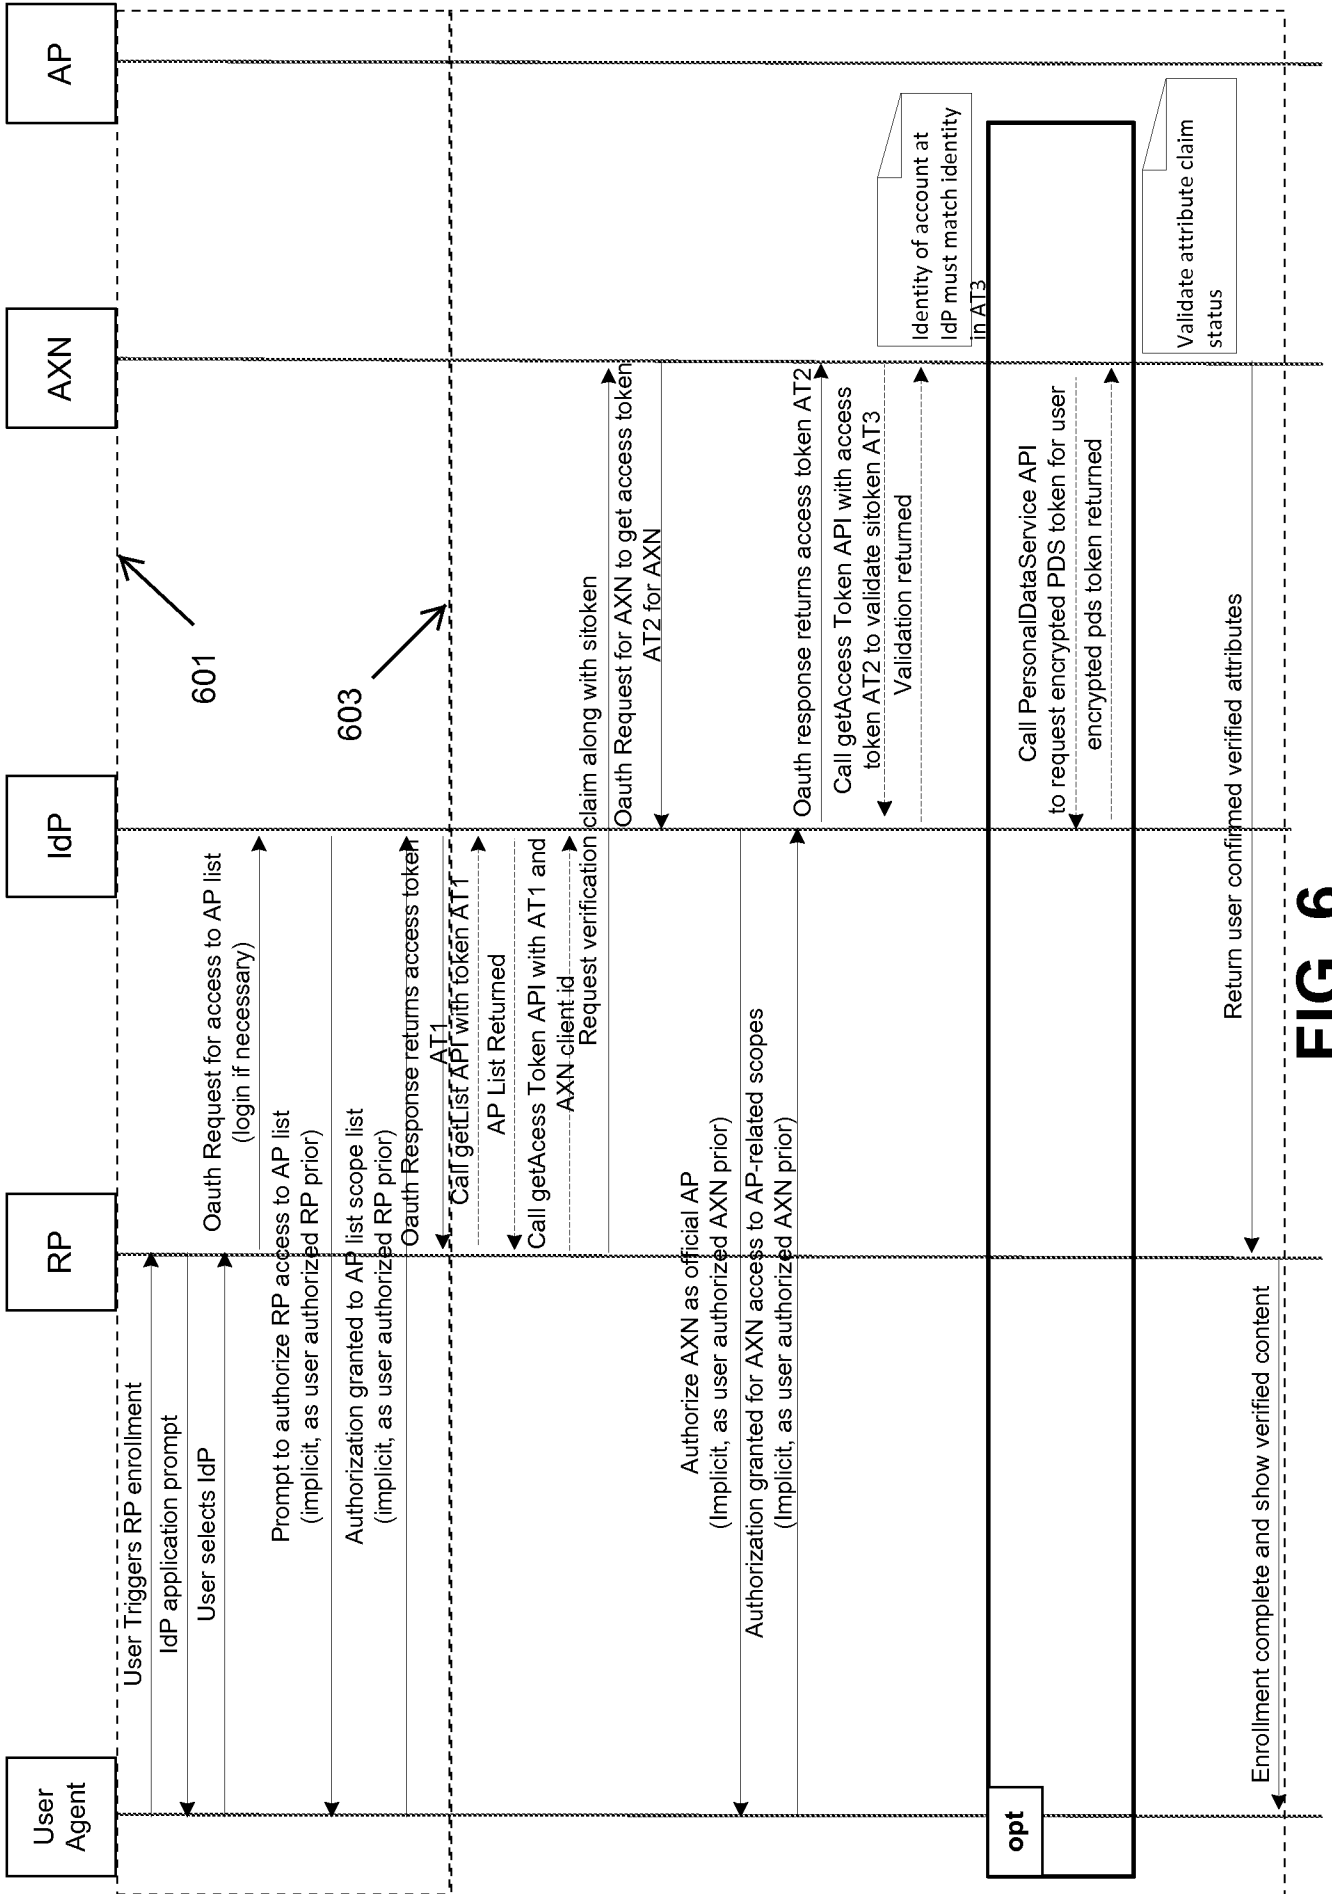 User
Agent
RP
IdP
AXN
AP
601
603
User Triggers RP enrollment
IdP application prompt
User selects IdP
Oauth Request for access to AP list
(login if necessary)
Prompt to authorize RP access to AP list
(implicit, as user authorized RP prior)
Authorization granted to AP list scope list
(implicit, as user authorized RP prior)
Oauth Response returns access token
AT1
Call getList API with token AT1
AP List Returned
Call getAcess Token API with AT1 and
AXN client id
Request verification claim along with sitoken
Oauth Request for AXN to get access token
AT2 for AXN
Authorize AXN as official AP
(Implicit, as user authorized AXN prior)
Authorization granted for AXN access to AP-related scopes
(Implicit, as user authorized AXN prior)
Oauth response returns access token AT2
Call getAccess Token API with access
token AT2 to validate sitoken AT3
Validation returned
Identity of account at
IdP must match identity
in AT3
opt
Call PersonalDataService API
to request encrypted PDS token for user
encrypted pds token returned
Validate attribute claim
status
Return user confirmed verified attributes
Enrollment complete and show verified content
FIG. 6